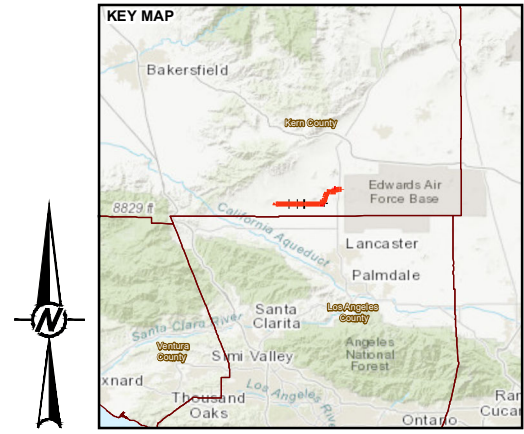 KEY MAP
Bakersfield
Kern County
Edwards Air
Force Base
8829 ft
California Aqueduct
Lancaster
Palmdale
Santa
Clarita
Los Angeles
County
Santa Clara River
Ventura
County
Simi Valley
Angeles
National
Forest
xnard
Thousand
Oaks
Los Angeles River
Ontario
Ran
Cucar
N